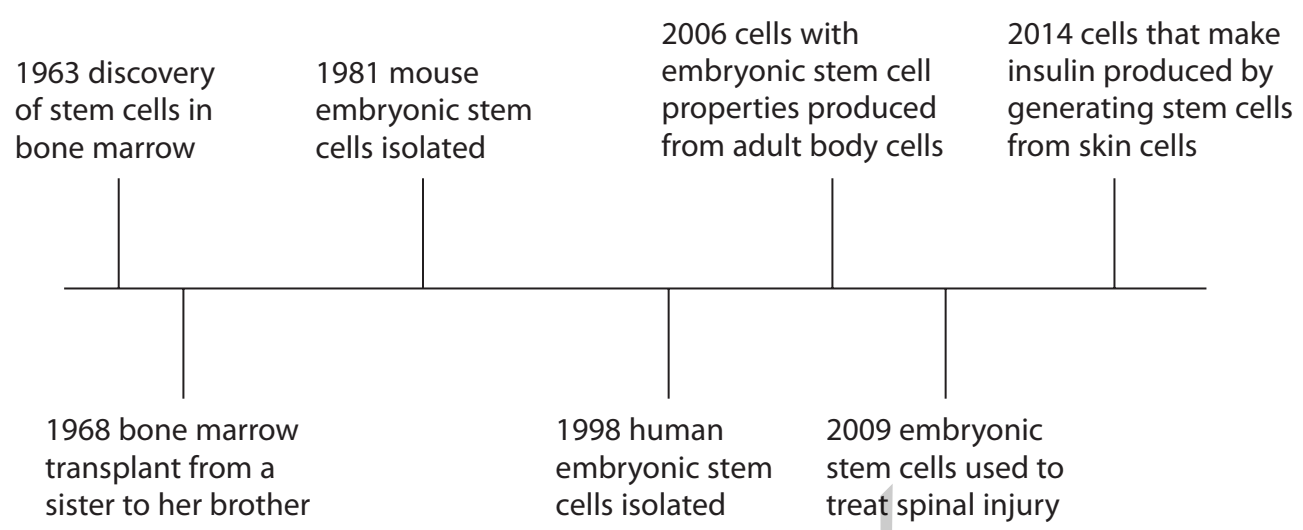 1963 discovery
of stem cells in
bone marrow
1981 mouse
embryonic stem
cells isolated
2006 cells with
embryonic stem cell
properties produced
from adult body cells
2014 cells that make
insulin produced by
generating stem cells
from skin cells
1968 bone marrow
transplant from a
sister to her brother
1998 human
embryonic stem
cells isolated
2009 embryonic
stem cells used to
treat spinal injury